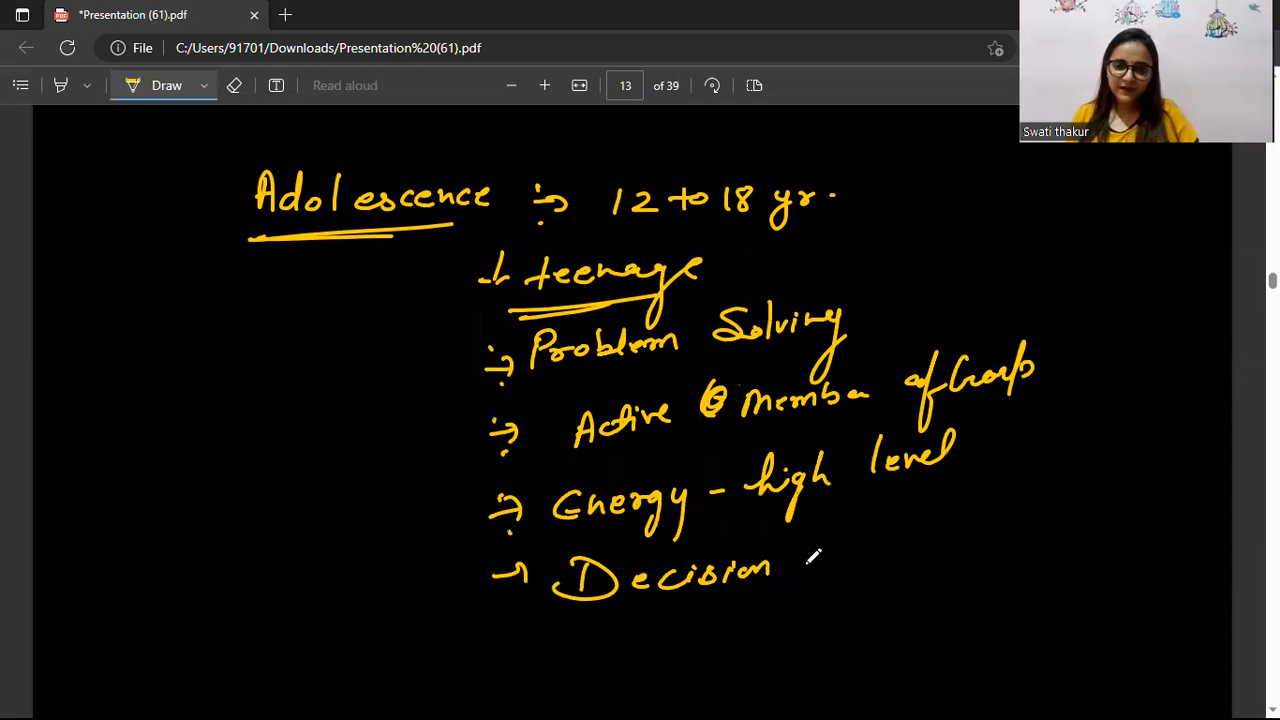 *Presentation (61).pdf
File C:/Users/91701/Downloads/Presentation%20(61).pdf
Draw Read aloud 13 of 39
Swati thakur
Adolescence 12 to 18 yr.
teenage
Problem Solving
Active Member of
Energy - high level
Decision